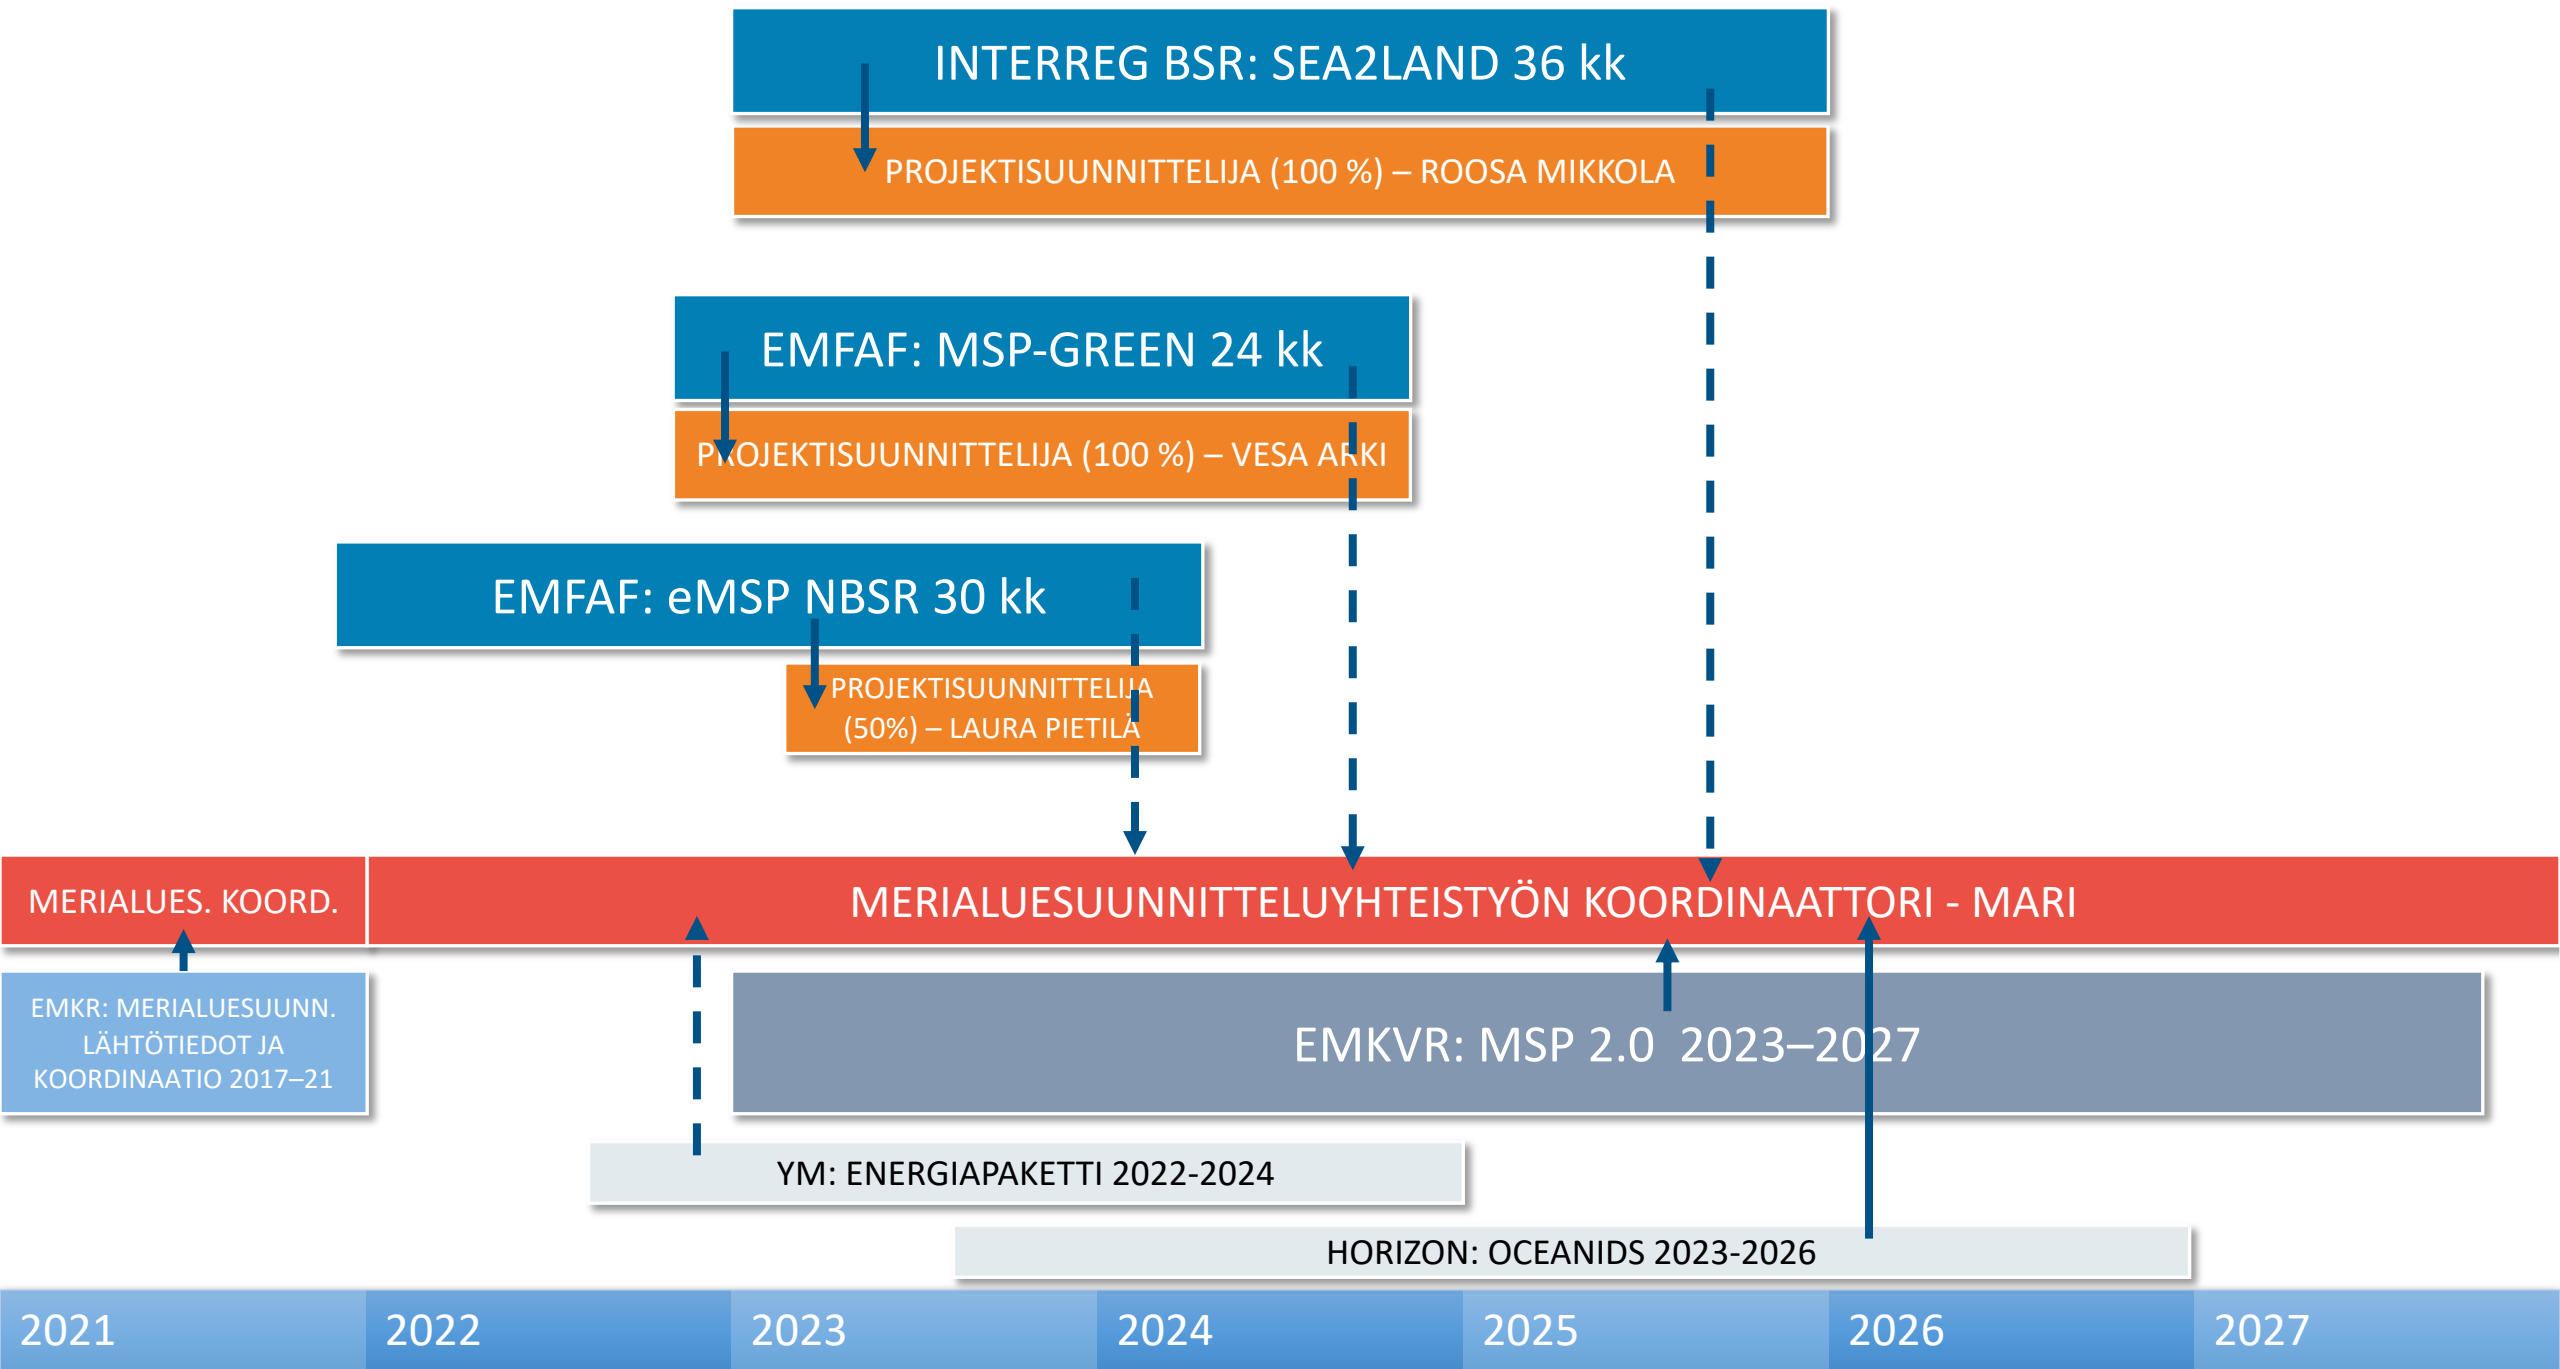 INTERREG BSR: SEA2LAND 36 kk
PROJEKTISUUNNITTELIJA (100 %) – ROOSA MIKKOLA
EMFAF: MSP-GREEN 24 kk
PROJEKTISUUNNITTELIJA (100 %) – VESA ARKI
EMFAF: eMSP NBSR 30 kk
PROJEKTISUUNNITTELIJA
(50%) – LAURA PIETILÄ
MERIALUES. KOORD.
MERIALUESUUNNITTELUYHTEISTYÖN KOORDINAATTORI - MARI
EMKR: MERIALUESUUNN.
LÄHTÖTIEDOT JA
KOORDINAATIO 2017–21
EMKVR: MSP 2.0  2023–2027
YM: ENERGIAPAKETTI 2022-2024
HORIZON: OCEANIDS 2023-2026
2021 2022 2023 2024 2025 2026 2027